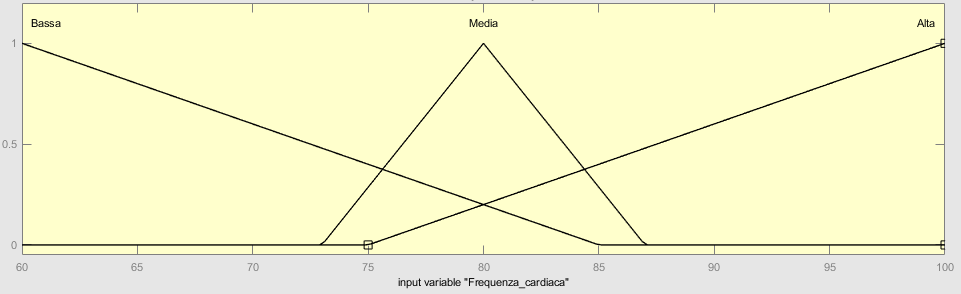 Bassa Media Alta
1
0.5
0
60 65 70 75 80 85 90 95 100
input variable "Frequenza_cardiaca"